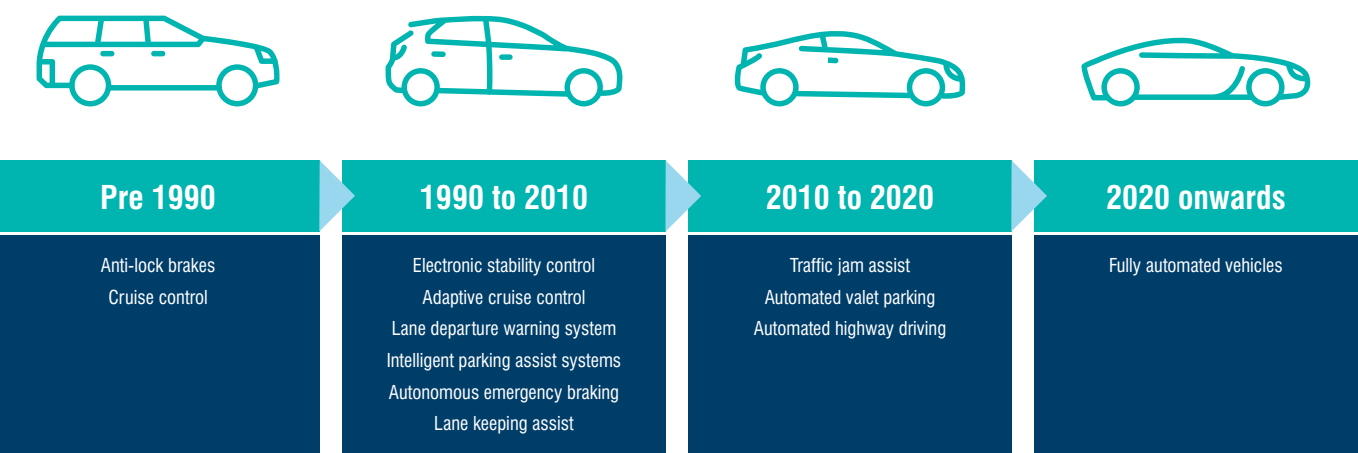 Pre 1990
Anti-lock brakes
Cruise control
1990 to 2010
Electronic stability control
Adaptive cruise control
Lane departure warning system
Intelligent parking assist systems
Autonomous emergency braking
Lane keeping assist
2010 to 2020
Traffic jam assist
Automated valet parking
Automated highway driving
2020 onwards
Fully automated vehicles